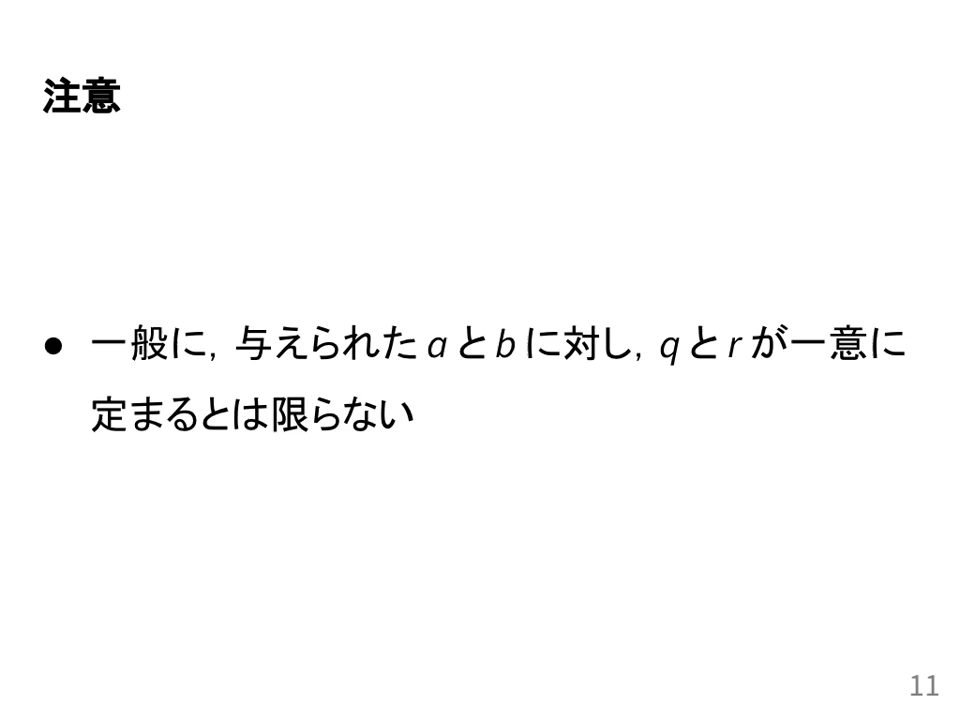 注意
● 一般に，与えられた a と b に対し，q と r が一意に
定まるとは限らない
11